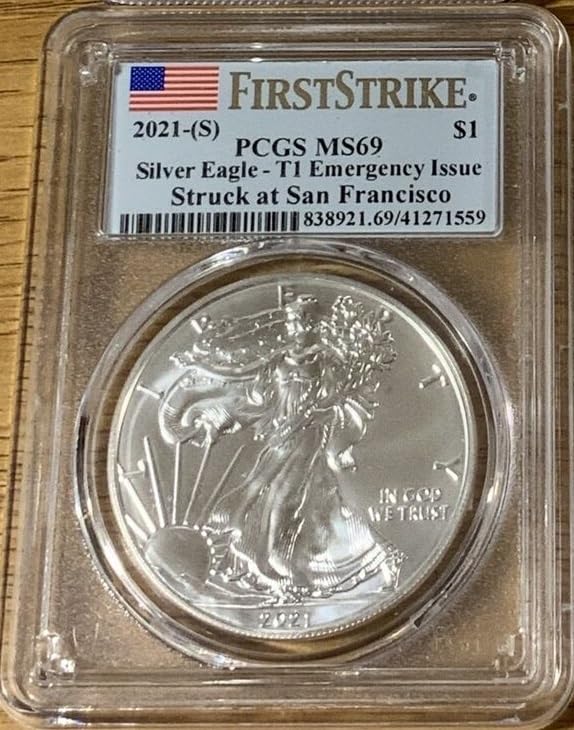 FIRSTSTRIKE®
2021-(S) $1
PCGS MS69
Silver Eagle - T1 Emergency Issue
Struck at San Francisco
838921.69/41271559
LIBERTY
IN GOD
WE TRUST
2021